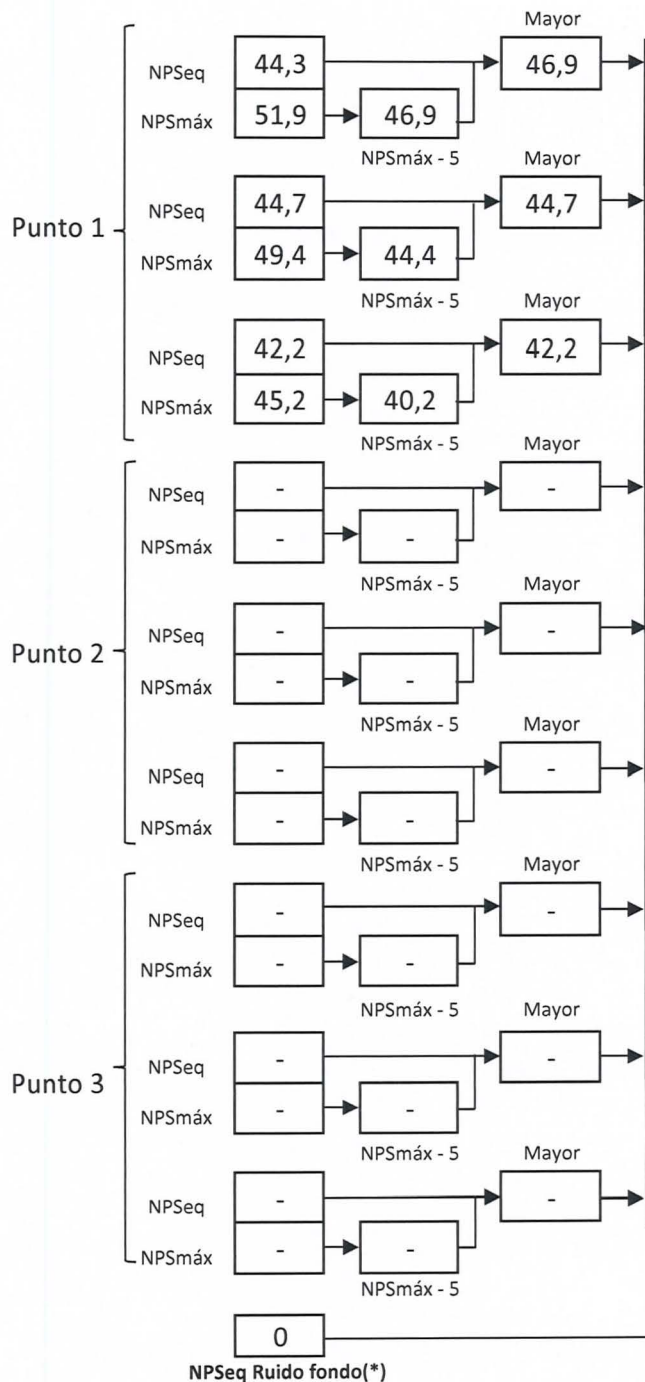 Mayor
NPSeq 44,3 46,9
NPSmáx 51,9 46,9
NPSmáx - 5 Mayor
Punto 1
NPSeq 44,7 44,7
NPSmáx 49,4 44,4
NPSmáx - 5 Mayor
NPSeq 42,2 42,2
NPSmáx 45,2 40,2
NPSmáx - 5 Mayor
NPSeq - -
NPSmáx - -
NPSmáx - 5 Mayor
Punto 2
NPSeq - -
NPSmáx - -
NPSmáx - 5 Mayor
NPSeq - -
NPSmáx - -
NPSmáx - 5 Mayor
NPSeq - -
NPSmáx - -
NPSmáx - 5 Mayor
Punto 3
NPSeq - -
NPSmáx - -
NPSmáx - 5 Mayor
NPSeq - -
NPSmáx - -
NPSmáx - 5
0
NPSeq Ruido fondo(*)